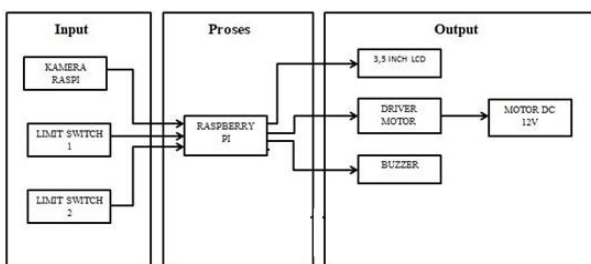 Input
Proses
Output
KAMERA
RASPI
LIMIT SWITCH
1
LIMIT SWITCH
2
RASPBERRY
PI
3,5 INCH LCD
DRIVER
MOTOR
MOTOR DC
12V
BUZZER